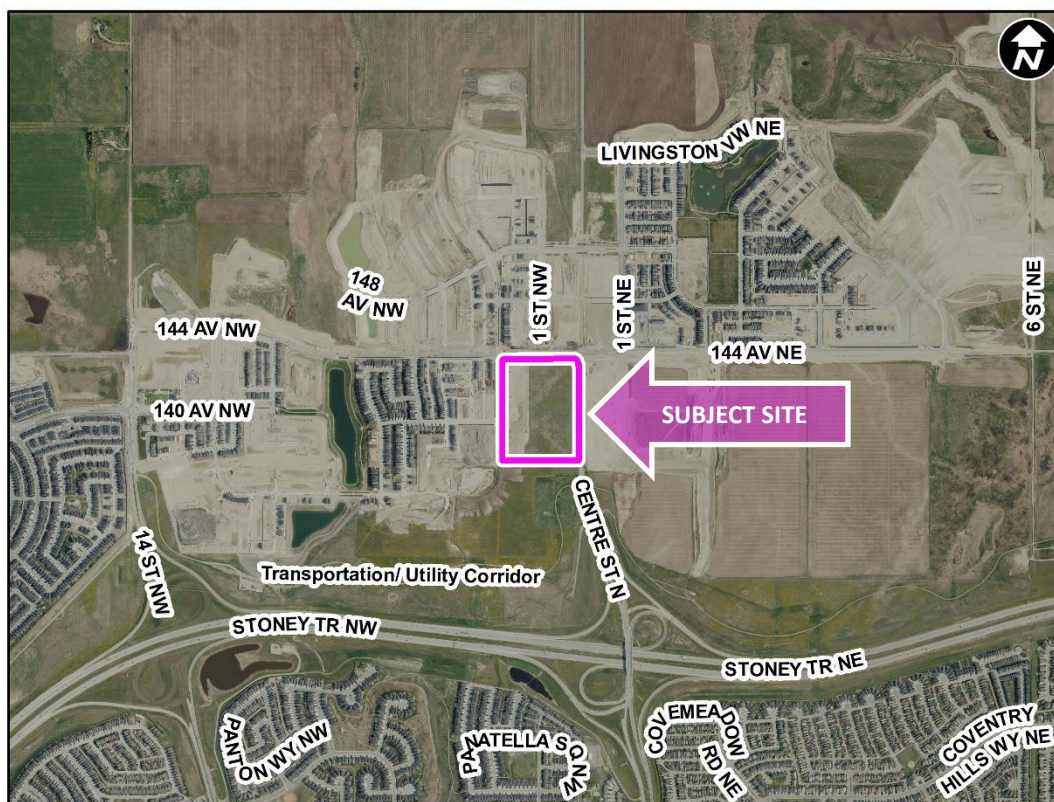 N
LIVINGSTON VW NE
148
AV NW
1 ST NW
1 ST NE
6 ST NE
144 AV NW
144 AV NE
140 AV NW
SUBJECT SITE
CENTRE ST N
14 ST NW
Transportation/ Utility Corridor
STONEY TR NW
STONEY TR NE
PANTON WY NW
PANATELLA SQ NW
COVEMEADOW
RD NE
COVENTRY
HILLS WY NE